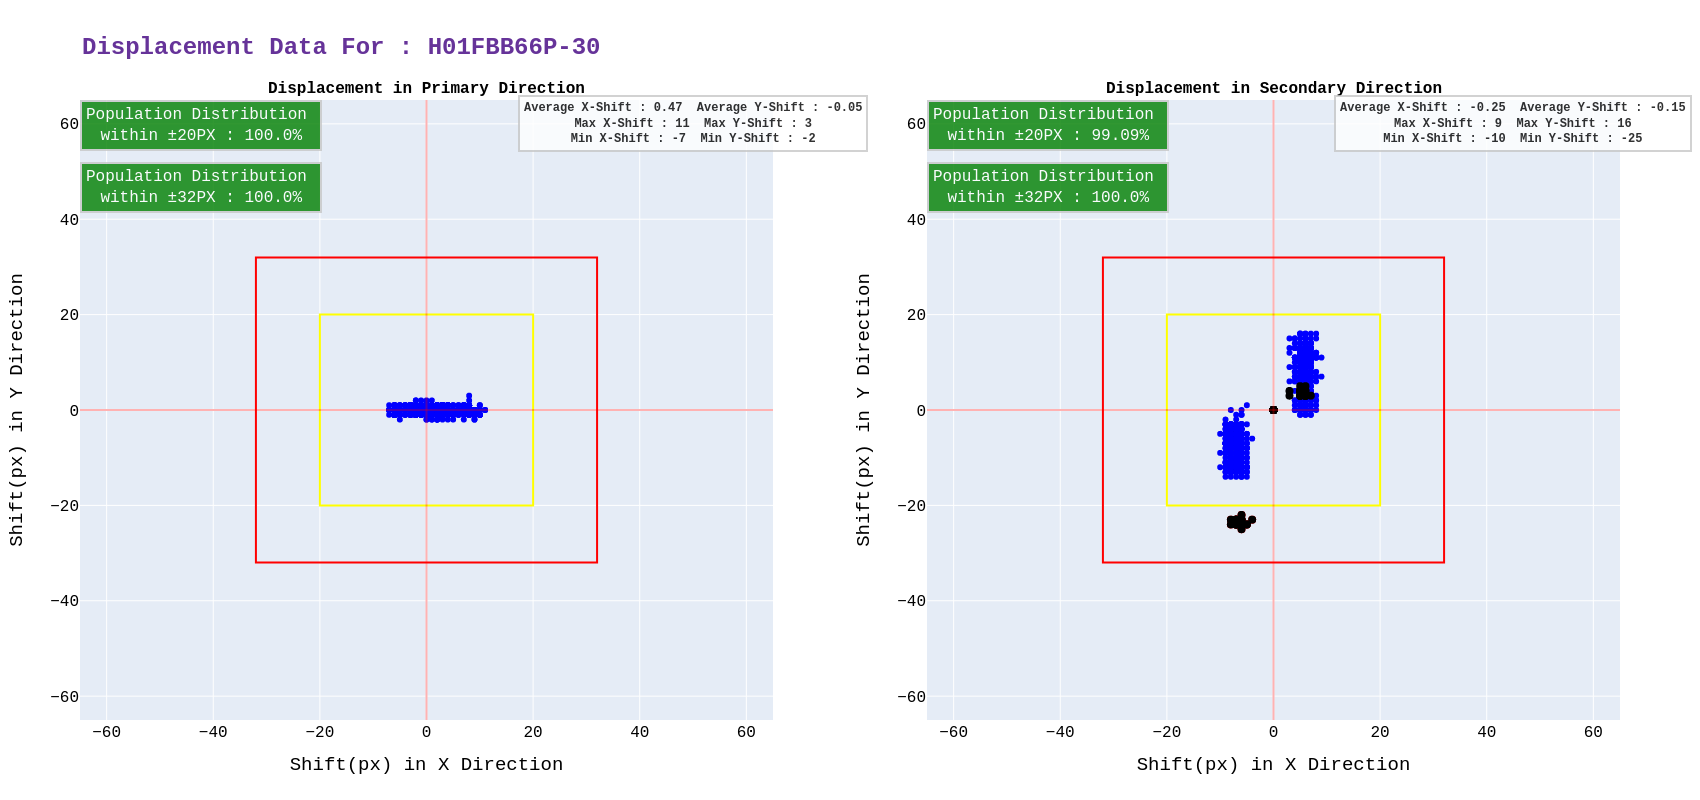 Displacement Data For : H01FBB66P-30
Displacement in Primary Direction
Population Distribution
within ±20PX : 100.0%
Population Distribution
within ±32PX : 100.0%
Average X-Shift : 0.47  Average Y-Shift : -0.05
Max X-Shift : 11  Max Y-Shift : 3
Min X-Shift : -7  Min Y-Shift : -2
60
40
20
0
−20
−40
−60
Shift(px) in Y Direction
−60 −40 −20 0 20 40 60
Shift(px) in X Direction
Displacement in Secondary Direction
Population Distribution
within ±20PX : 99.09%
Population Distribution
within ±32PX : 100.0%
Average X-Shift : -0.25  Average Y-Shift : -0.15
Max X-Shift : 9  Max Y-Shift : 16
Min X-Shift : -10  Min Y-Shift : -25
60
40
20
0
−20
−40
−60
Shift(px) in Y Direction
−60 −40 −20 0 20 40 60
Shift(px) in X Direction